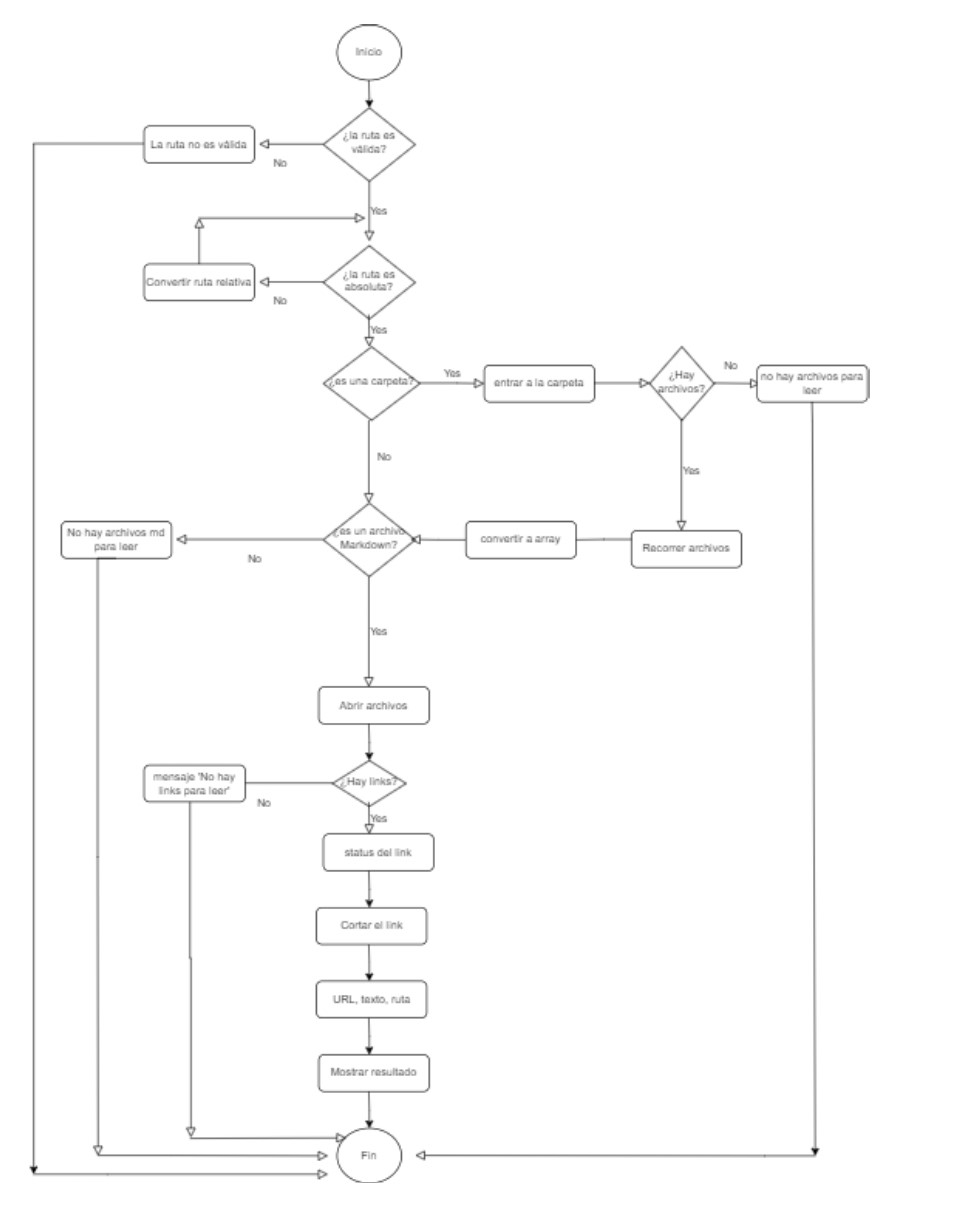 Inicio
¿la ruta es
válida?
La ruta no es válida
No
Yes
¿la ruta es
absoluta?
Convertir ruta relativa
No
Yes
¿es una carpeta?
Yes
entrar a la carpeta
¿Hay
archivos?
No
no hay archivos para
leer
No
Yes
¿es un archivo
Markdown?
No hay archivos md
para leer
No
convertir a array
Recorrer archivos
Yes
Abrir archivos
¿Hay links?
mensaje 'No hay
links para leer'
No
Yes
status del link
Cortar el link
URL, texto, ruta
Mostrar resultado
Fin